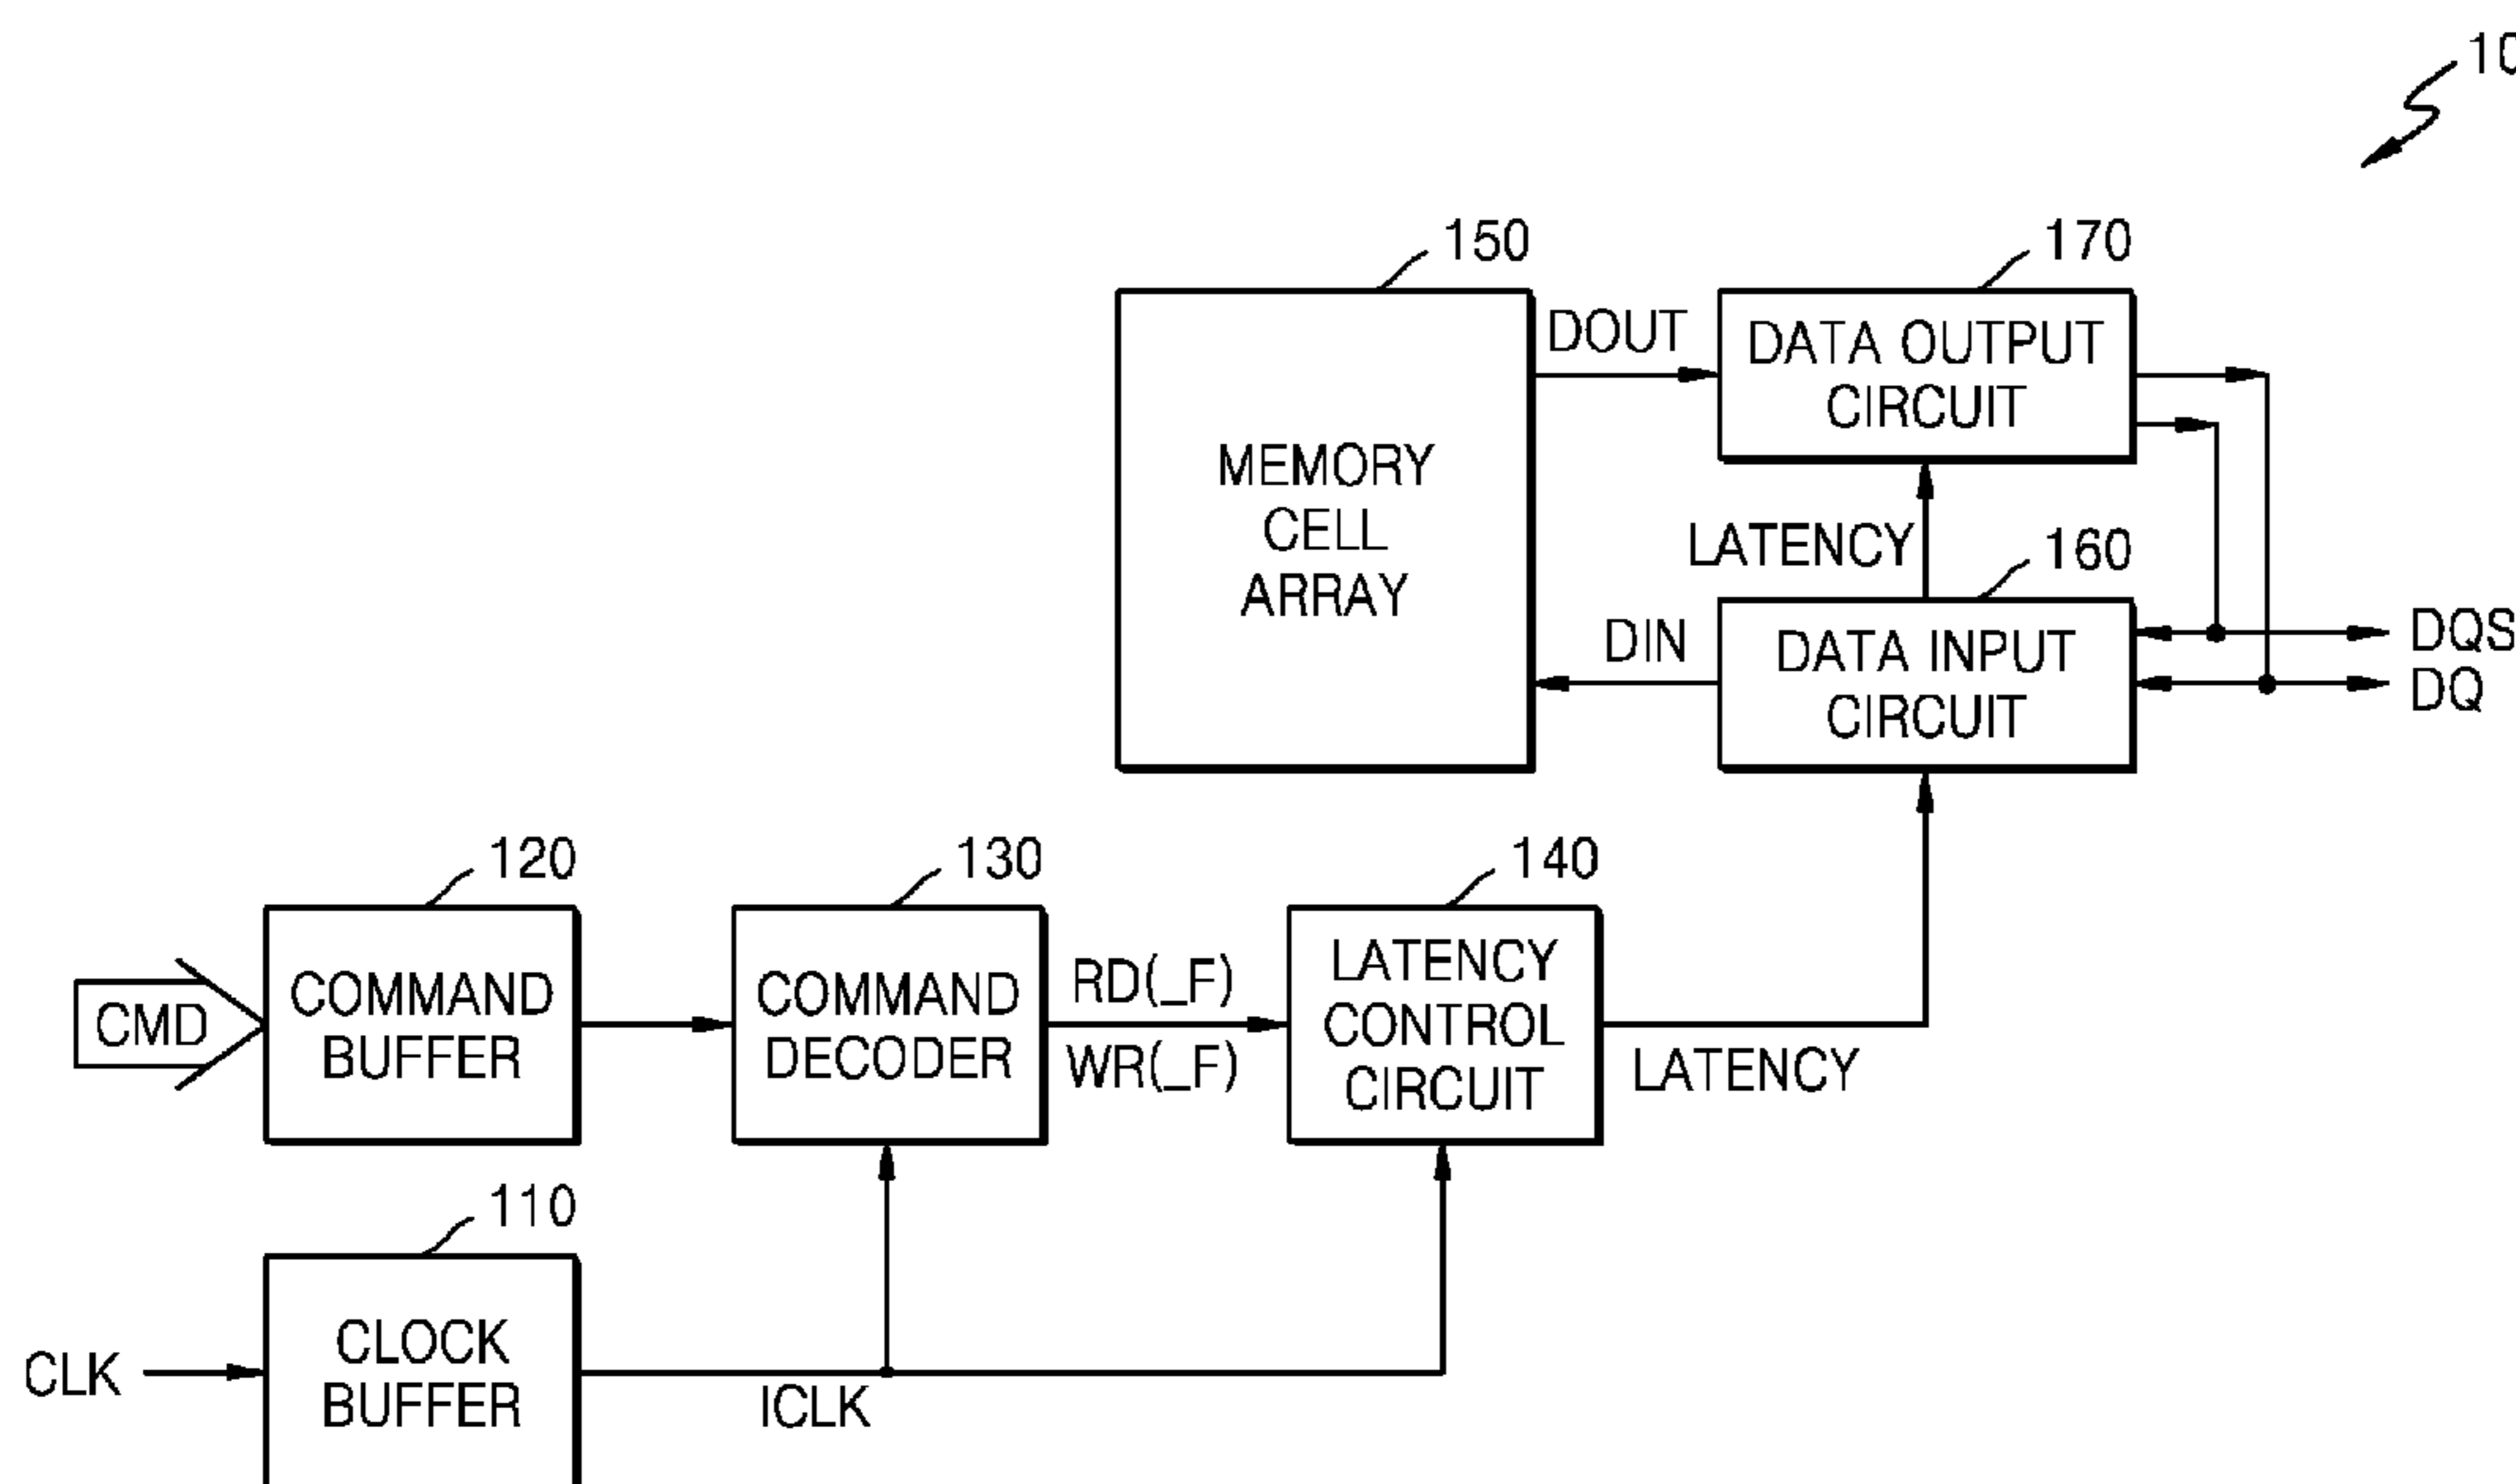 10
150
170
DOUT
DATA OUTPUT
CIRCUIT
MEMORY
CELL
ARRAY
LATENCY
160
DIN
DATA INPUT
CIRCUIT
DQS
DQ
120
130
140
CMD
COMMAND
BUFFER
COMMAND
DECODER
RD(_F)
WR(_F)
LATENCY
CONTROL
CIRCUIT
LATENCY
110
CLK
CLOCK
BUFFER
ICLK